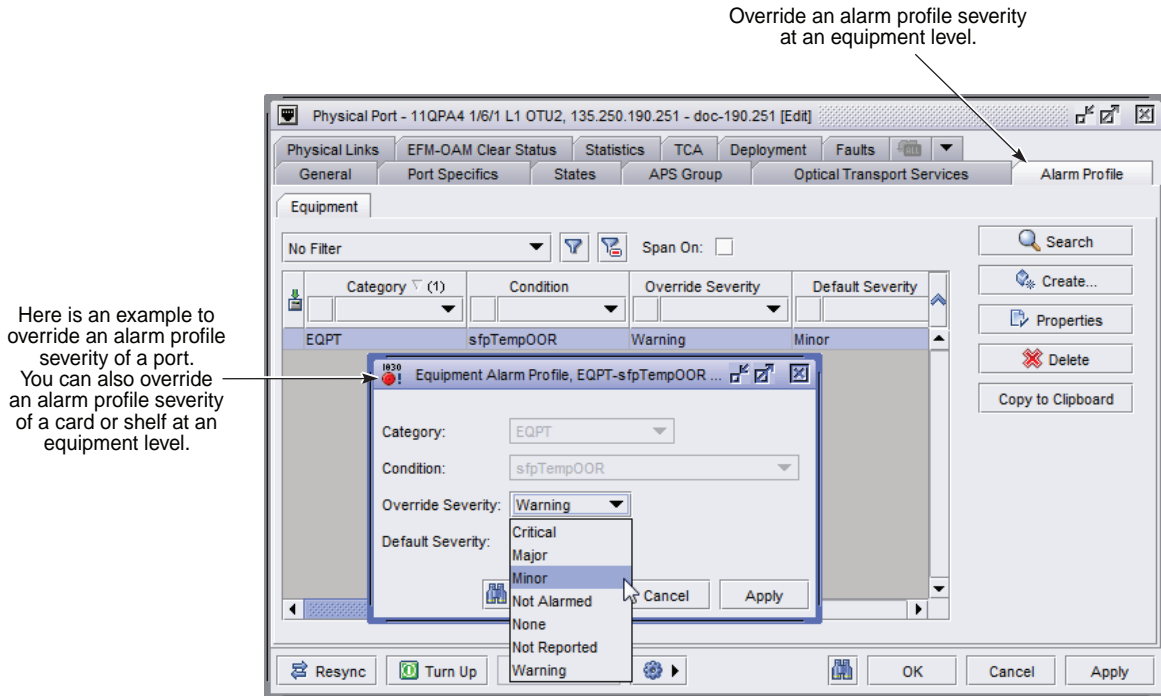 Override an alarm profile severity
at an equipment level.
Physical Port - 11QPA4 1/6/1 L1 OTU2, 135.250.190.251 - doc-190.251 [Edit]
Physical Links EFM-OAM Clear Status Statistics TCA Deployment Faults
General Port Specifics States APS Group Optical Transport Services Alarm Profile
Equipment
No Filter Span On:
Search
Create...
Properties
Delete
Copy to Clipboard
Category (1) Condition Override Severity Default Severity
EQPT sfpTempOOR Warning Minor
Here is an example to
override an alarm profile
severity of a port.
You can also override
an alarm profile severity
of a card or shelf at an
equipment level.
Equipment Alarm Profile, EQPT-sfpTempOOR ...
Category: EQPT
Condition: sfpTempOOR
Override Severity: Warning
Default Severity:
Critical
Major
Minor
Not Alarmed
None
Not Reported
Warning
Cancel Apply
Resync Turn Up
OK Cancel Apply